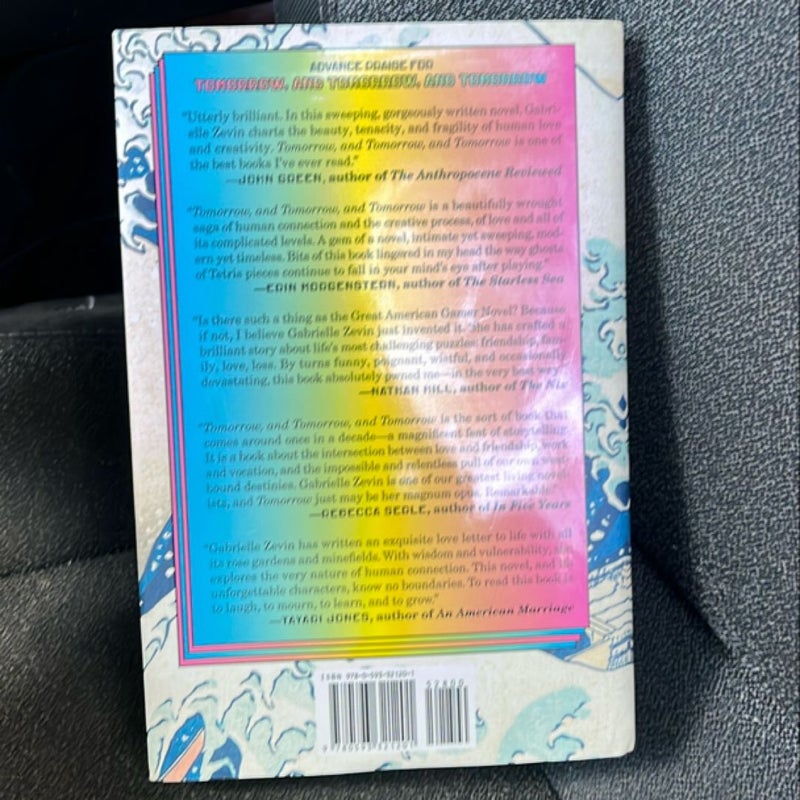 ADVANCE PRAISE FOR
TOMORROW, AND TOMORROW, AND TOMORROW
"Utterly brilliant. In this sweeping, gorgeously written novel, Gabri-
elle Zevin charts the beauty, tenacity, and fragility of human love
and creativity. Tomorrow, and Tomorrow, and Tomorrow is one of
the best books I've ever read."
—JOHN GREEN, author of The Anthropocene Reviewed
"Tomorrow, and Tomorrow, and Tomorrow is a beautifully wrought
saga of human connection and the creative process, of love and all of
its complicated levels. A gem of a novel, intimate yet sweeping, mod-
ern yet timeless. Bits of this book lingered in my head the way ghosts
of Tetris pieces continue to fall in your mind's eye after playing."
—ERIN MORGENSTERN, author of The Starless Sea
"Is there such a thing as the Great American Gamer Novel? Because
if not, I believe Gabrielle Zevin just invented it. She has crafted a
brilliant story about life's most challenging puzzles: friendship, fam-
ily, love, loss. By turns funny, poignant, wistful, and occasionally
devastating, this book absolutely pwned me—in the very best way."
—NATHAN HILL, author of The Nix
"Tomorrow, and Tomorrow, and Tomorrow is the sort of book that
comes around once in a decade—a magnificent feat of storytelling.
It is a book about the intersection between love and friendship, work
and vocation, and the impossible and relentless pull of our own west-
bound destinies. Gabrielle Zevin is one of our greatest living novel-
ists, and Tomorrow just may be her magnum opus. Remarkable."
—REBECCA SERLE, author of In Five Years
"Gabrielle Zevin has written an exquisite love letter to life with all
its rose gardens and minefields. With wisdom and vulnerability, she
explores the very nature of human connection. This novel, and its
unforgettable characters, know no boundaries. To read this book is
to laugh, to mourn, to learn, and to grow."
—TAYARI JONES, author of An American Marriage
ISBN 978-0-593-32120-1
52800
9 780593 321201